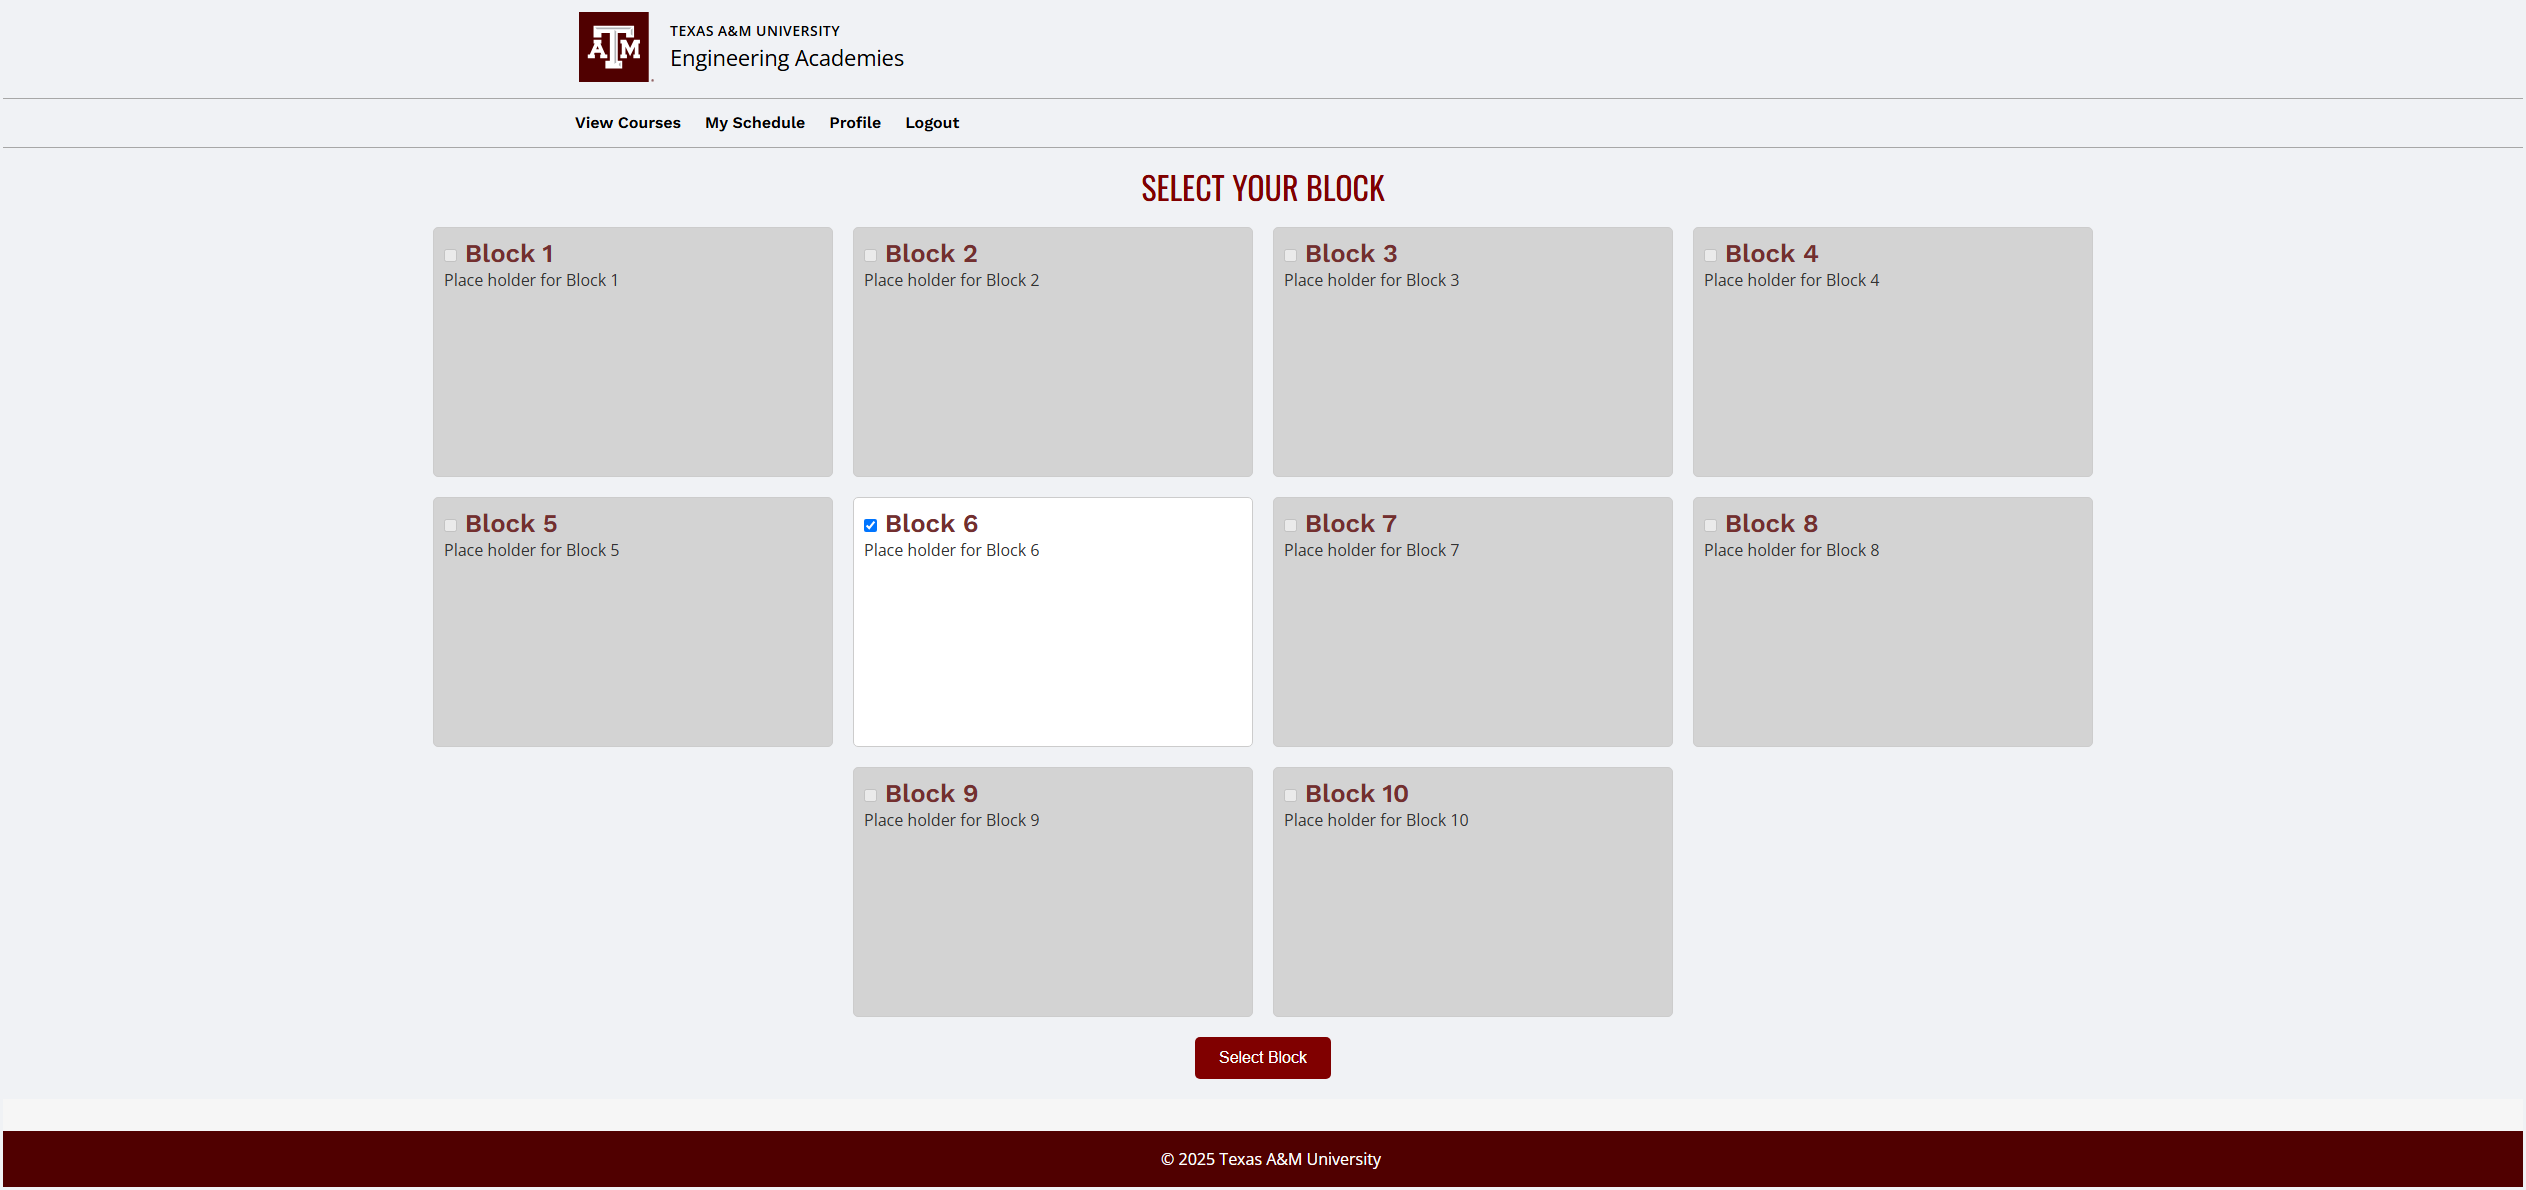 ATM
TEXAS A&M UNIVERSITY
Engineering Academies
View Courses My Schedule Profile Logout
SELECT YOUR BLOCK
Block 1
Place holder for Block 1
Block 2
Place holder for Block 2
Block 3
Place holder for Block 3
Block 4
Place holder for Block 4
Block 5
Place holder for Block 5
Block 6
Place holder for Block 6
Block 7
Place holder for Block 7
Block 8
Place holder for Block 8
Block 9
Place holder for Block 9
Block 10
Place holder for Block 10
Select Block
© 2025 Texas A&M University